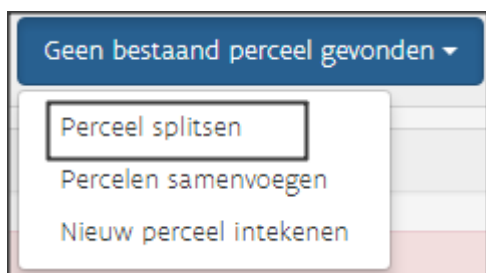 Geen bestaand perceel gevonden
Perceel splitsen
Percelen samenvoegen
Nieuw perceel intekenen